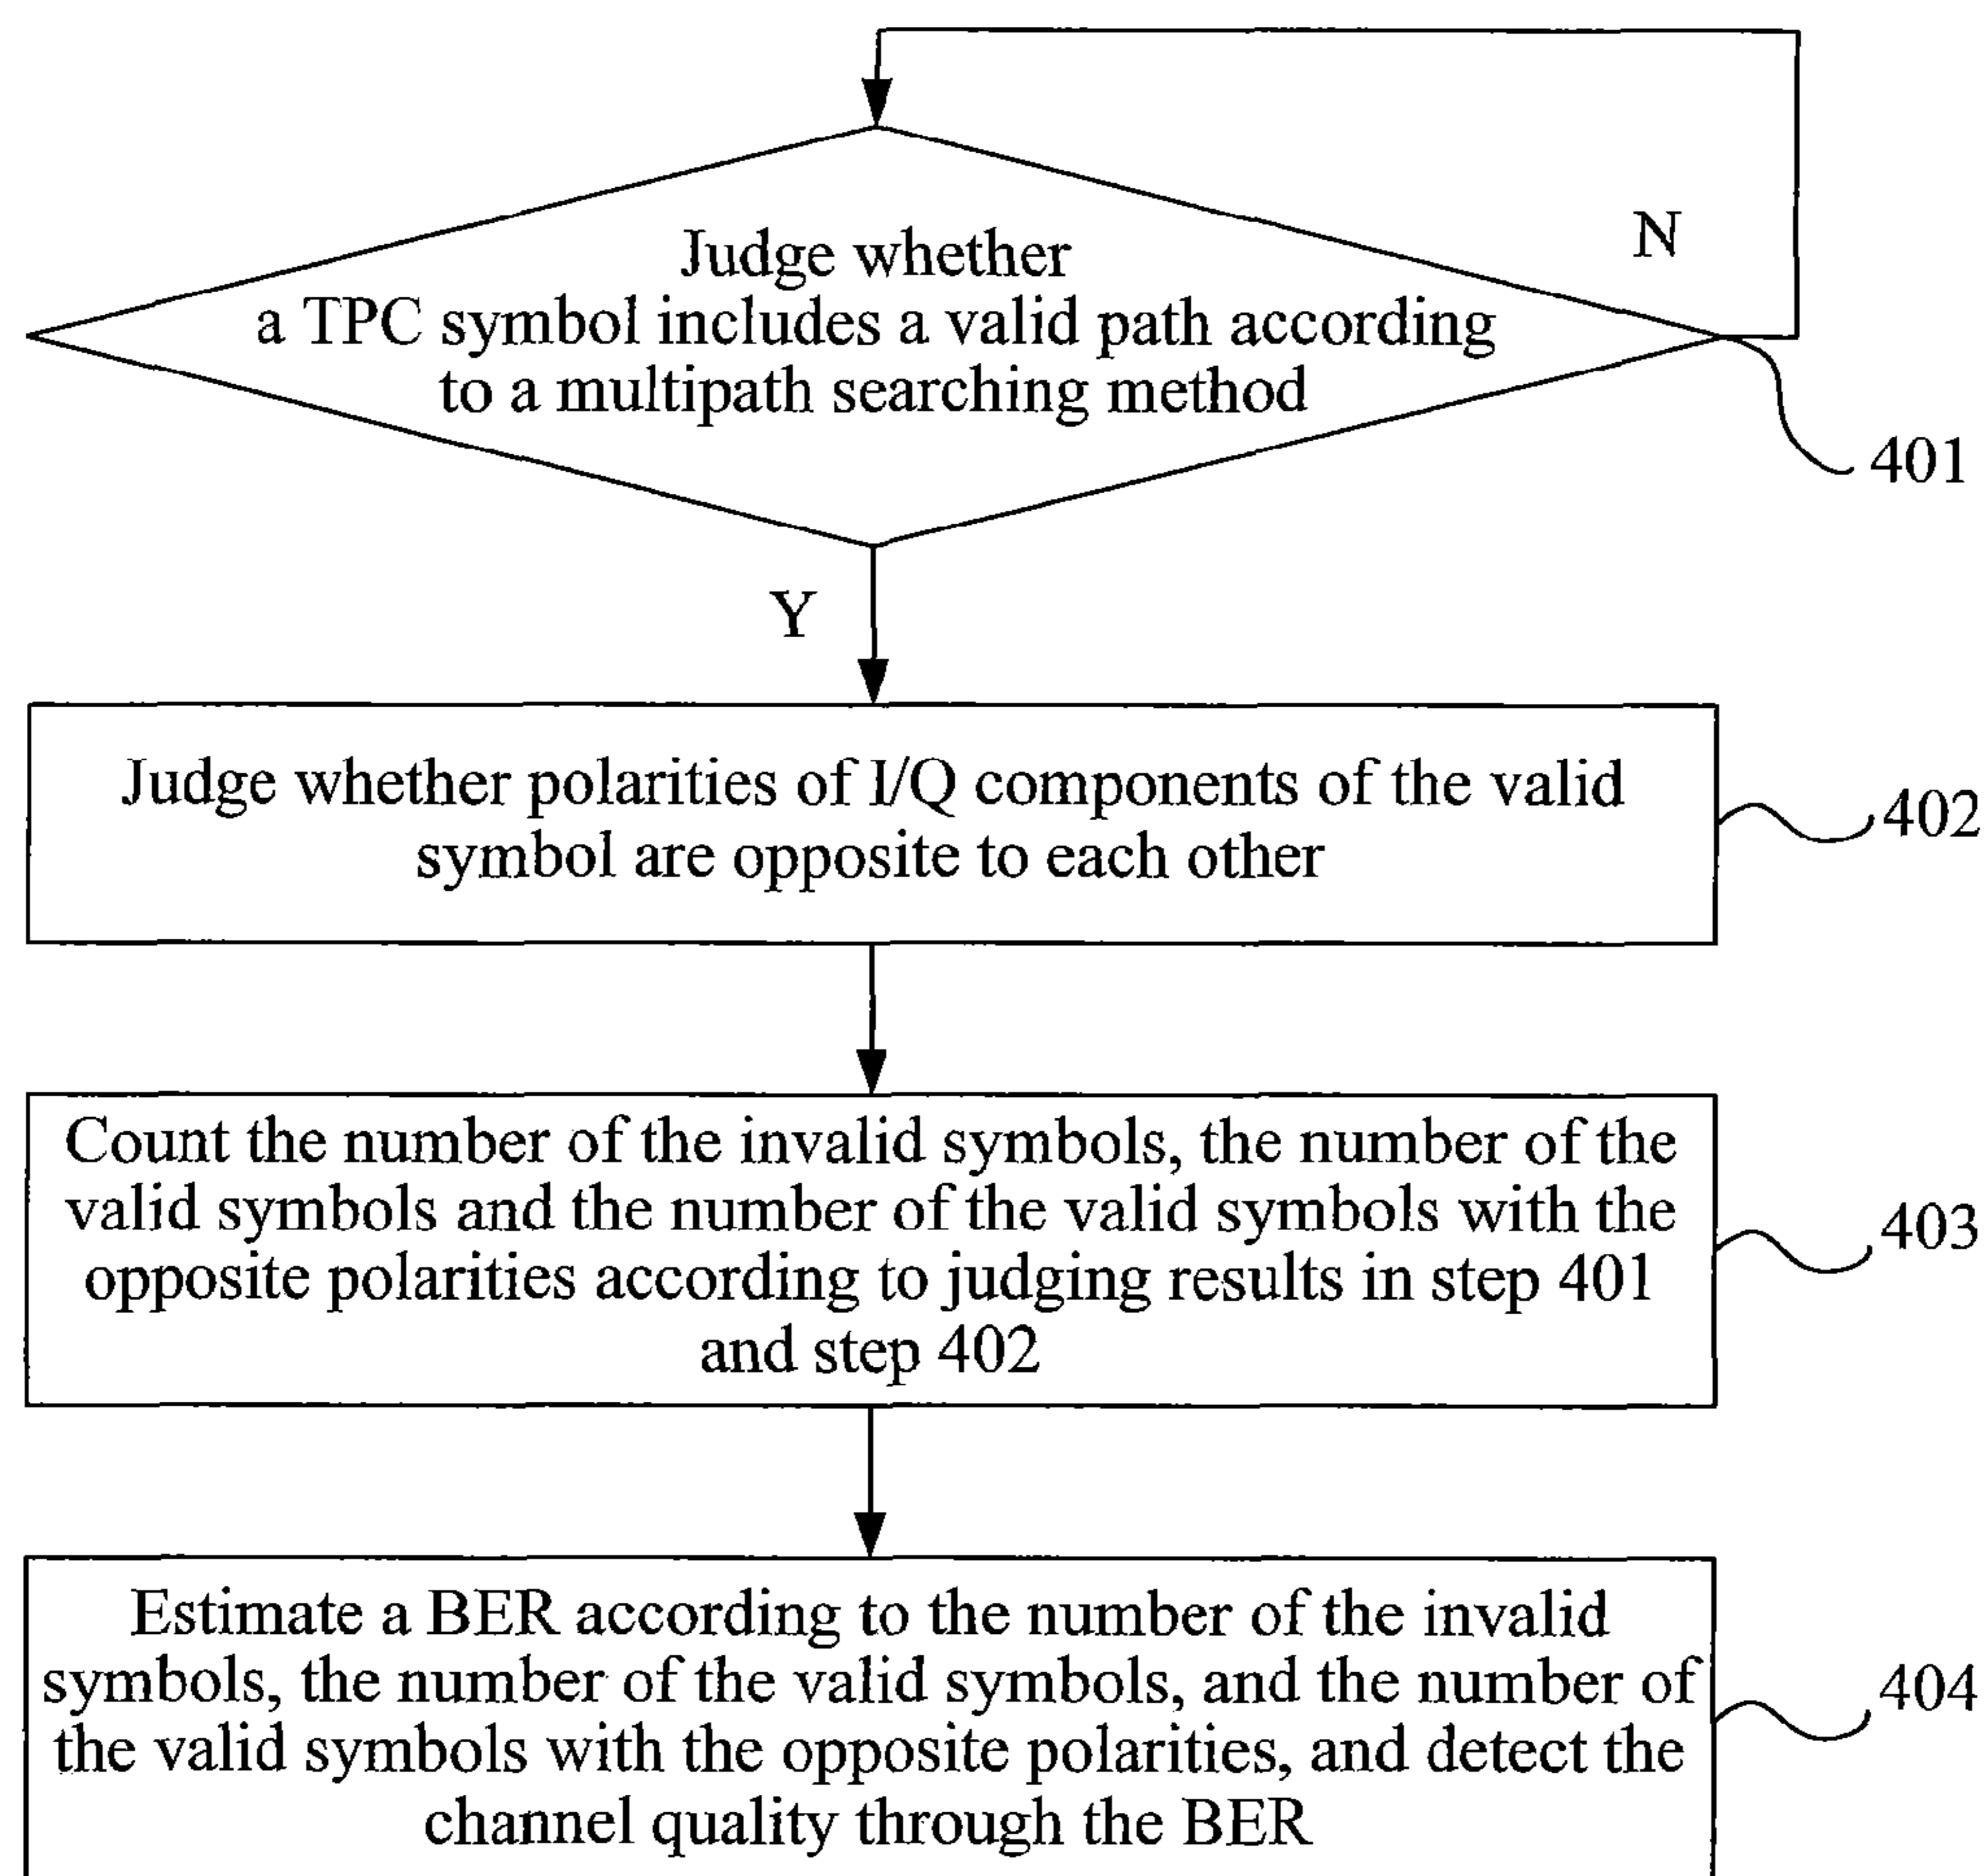 Judge whether
a TPC symbol includes a valid path according
to a multipath searching method
N
401
Y
Judge whether polarities of I/Q components of the valid
symbol are opposite to each other
402
Count the number of the invalid symbols, the number of the
valid symbols and the number of the valid symbols with the
opposite polarities according to judging results in step 401
and step 402
403
Estimate a BER according to the number of the invalid
symbols, the number of the valid symbols, and the number of
the valid symbols with the opposite polarities, and detect the
channel quality through the BER
404